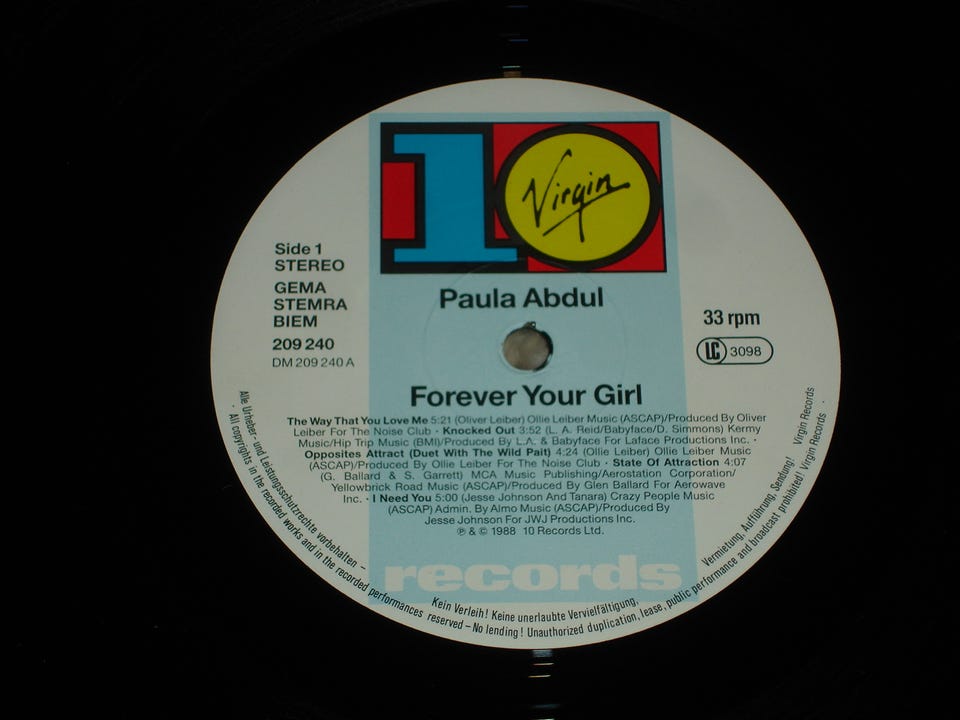 10
Virgin
Side 1
STEREO
GEMA
STEMRA
BIEM
209 240
DM 209 240 A
Paula Abdul
33 rpm
LC 3098
Forever Your Girl
The Way That You Love Me 5:21 (Oliver Leiber) Ollie Leiber Music (ASCAP)/Produced By Oliver
Leiber For The Noise Club · Knocked Out 3:52 (L. A. Reid/Babyface/D. Simmons) Kermy
Music/Hip Trip Music (BMI)/Produced By L.A. & Babyface For Laface Productions Inc. ·
Opposites Attract (Duet With The Wild Pait) 4:24 (Ollie Leiber) Ollie Leiber Music
(ASCAP)/Produced By Ollie Leiber For The Noise Club · State Of Attraction 4:07
(G. Ballard & S. Garrett) MCA Music Publishing/Aerostation Corporation/
Yellowbrick Road Music (ASCAP)/Produced By Glen Ballard For Aerowave
Inc. · I Need You 5:00 (Jesse Johnson And Tanara) Crazy People Music
(ASCAP) Admin. By Almo Music (ASCAP)/Produced By
Jesse Johnson For JWJ Productions Inc.
℗ & © 1988 10 Records Ltd.
records
Alle Urheber- und Leistungsschutzrechte vorbehalten – Kein Verleih! Keine unerlaubte Vervielfältigung, Vermietung, Aufführung, Sendung! Virgin Records
· All copyrights in the recorded works and in the recorded performances reserved – No lending! Unauthorized duplication, lease, public performance and broadcast prohibited Virgin Records ·